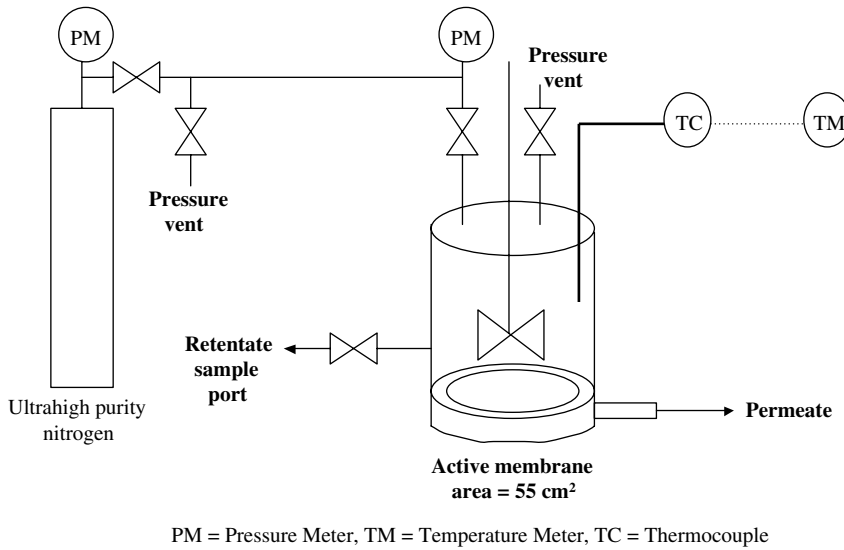 PM
PM
Pressure
vent
TC
TM
Pressure
vent
Retentate
sample
port
Ultrahigh purity
nitrogen
Permeate
Active membrane
area = 55 cm²
PM = Pressure Meter, TM = Temperature Meter, TC = Thermocouple